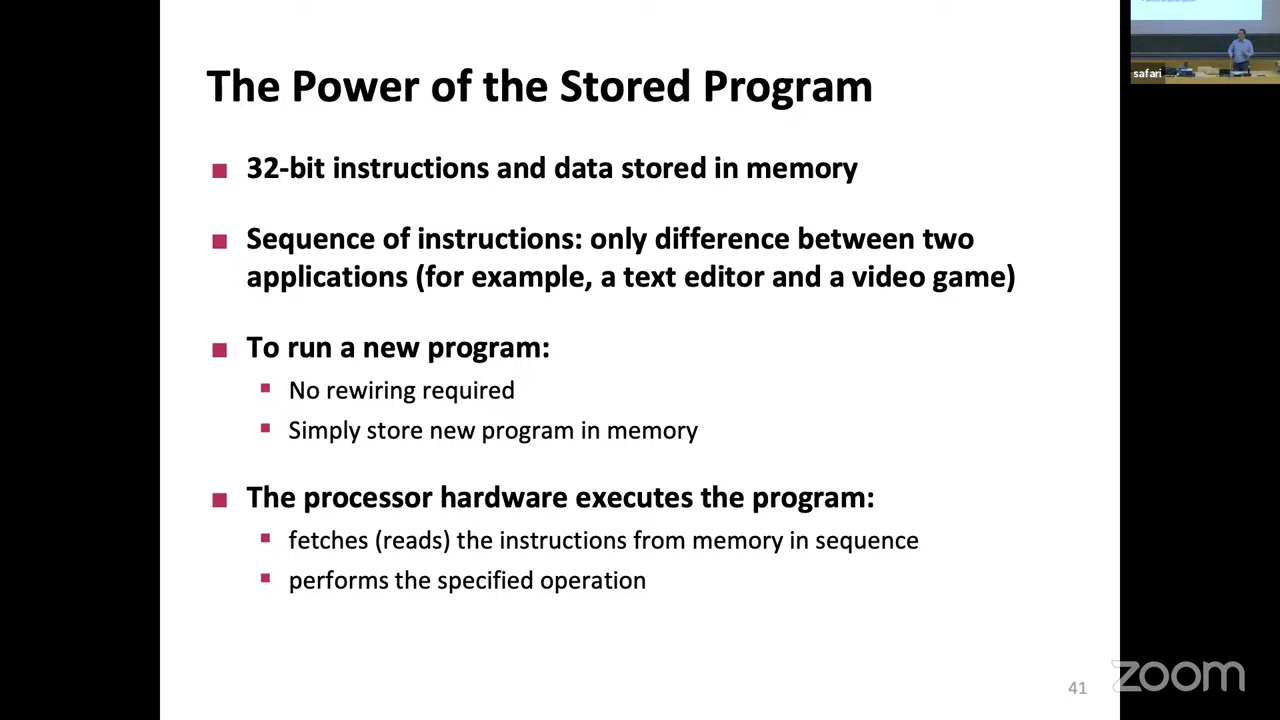 The Power of the Stored Program
32-bit instructions and data stored in memory
Sequence of instructions: only difference between two
applications (for example, a text editor and a video game)
To run a new program:
No rewiring required
Simply store new program in memory
The processor hardware executes the program:
fetches (reads) the instructions from memory in sequence
performs the specified operation
41
safari
zoom